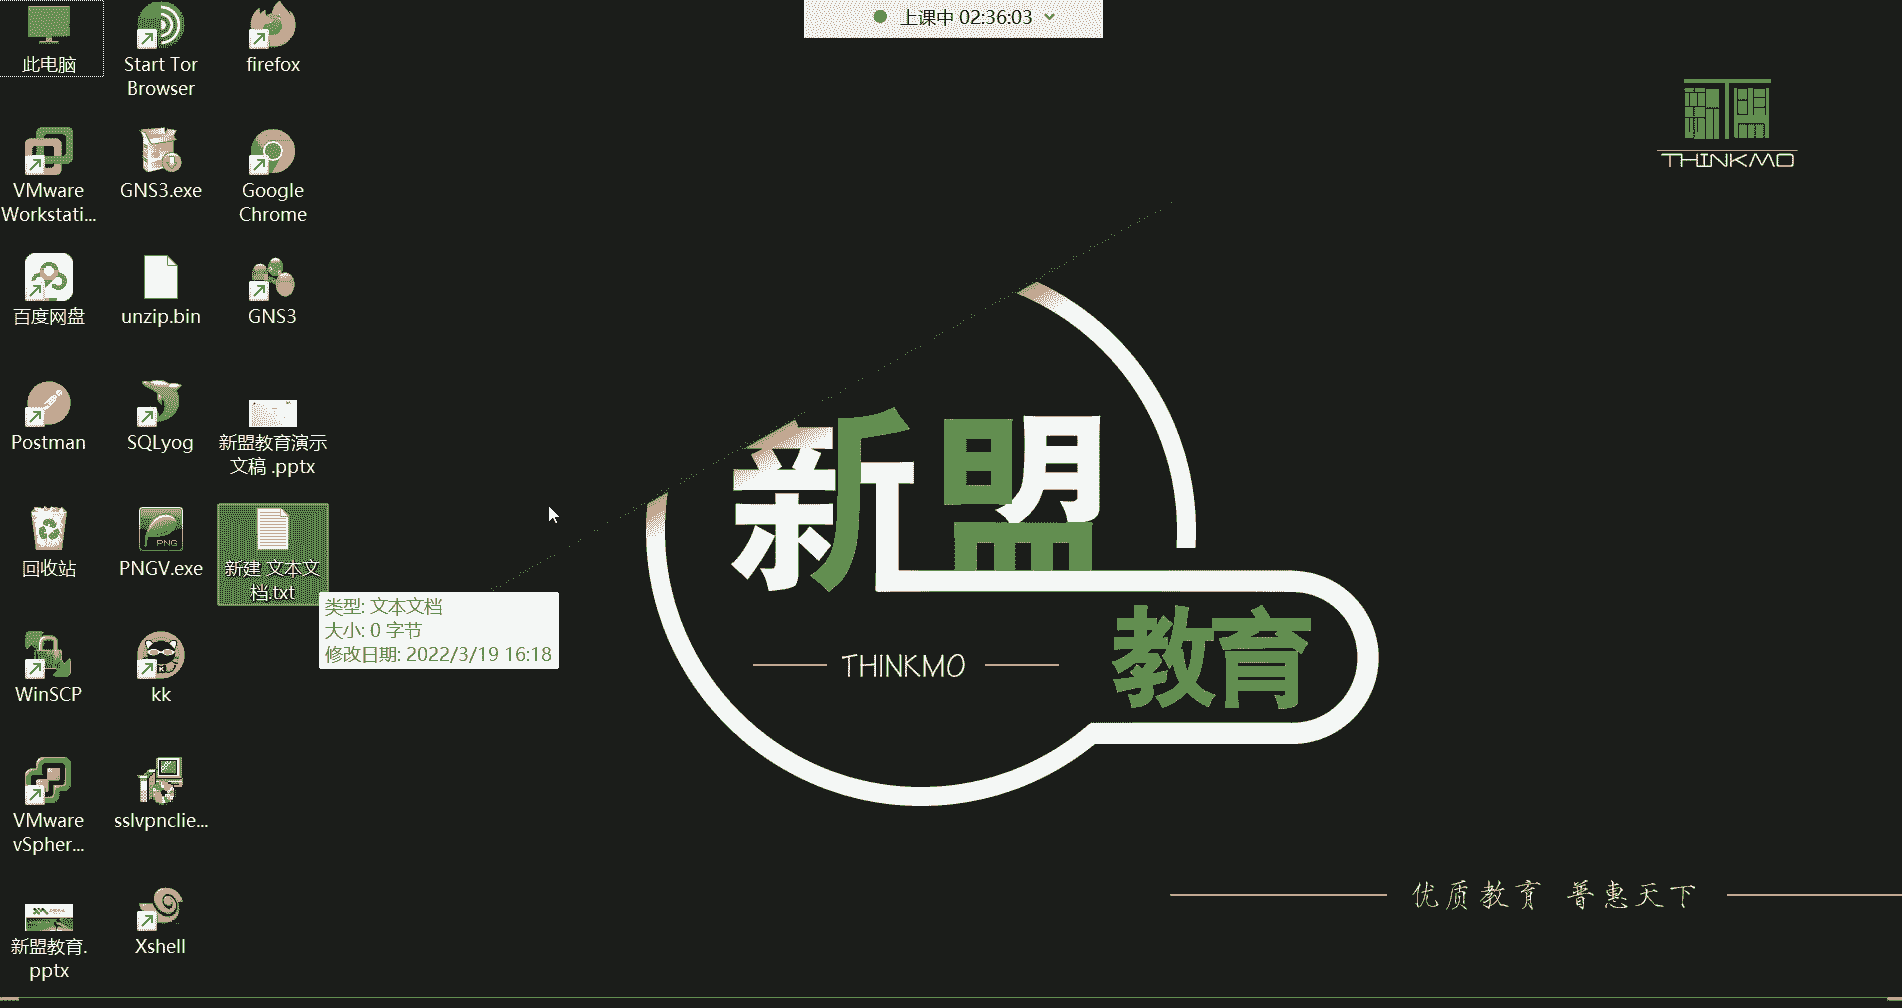 上课中 02:36:03
此电脑
Start Tor
Browser
firefox
THINKMO
VMware
Workstati...
GNS3.exe
Google
Chrome
百度网盘
unzip.bin
GNS3
Postman
SQLyog
新盟教育演示
文稿 .pptx
新盟
教育
THINKMO
回收站
PNG
PNGV.exe
新建 文本文
档.txt
类型: 文本文档
大小: 0 字节
修改日期: 2022/3/19 16:18
WinSCP
kk
VMware
vSpher...
sslvpnclie...
优质教育 普惠天下
新盟教育.
pptx
Xshell